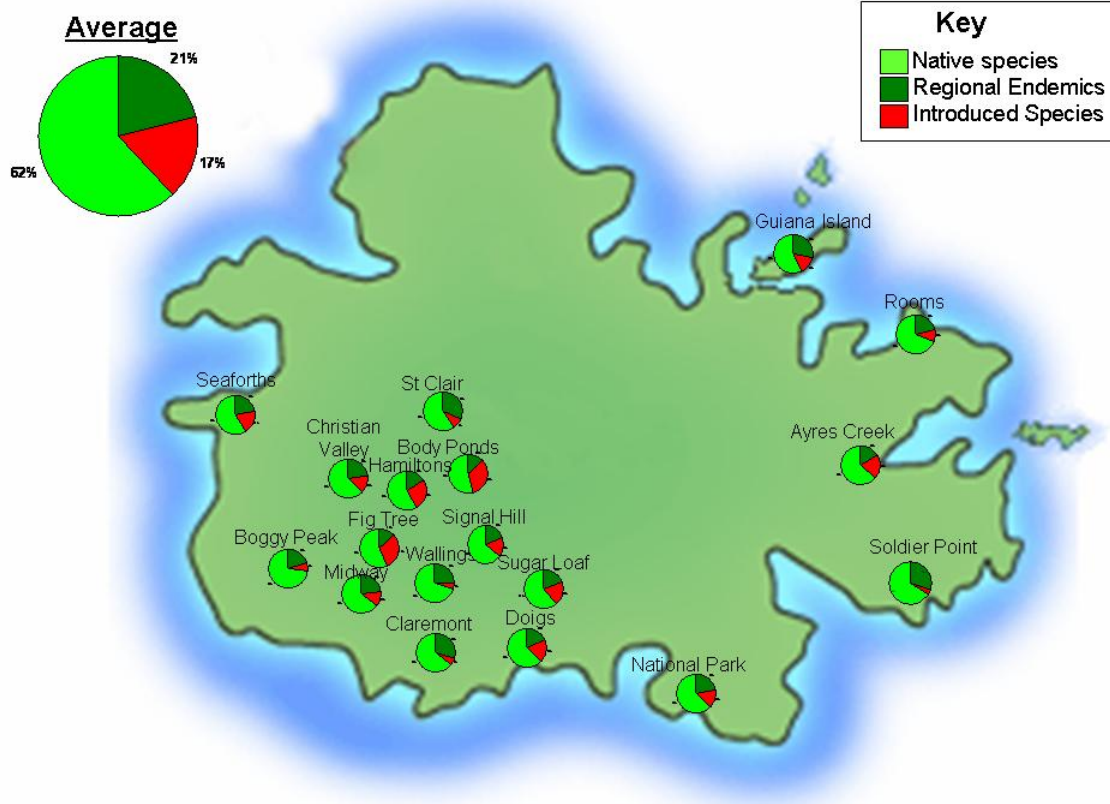 Average
21%
17%
62%
Key
Native species
Regional Endemics
Introduced Species
Guiana Island
Rooms
Seaforths
St Clair
Christian
Valley
Body Ponds
Hamiltons
Ayres Creek
Fig Tree
Signal Hill
Boggy Peak
Wallings
Sugar Loaf
Soldier Point
Midway
Claremont
Doigs
National Park